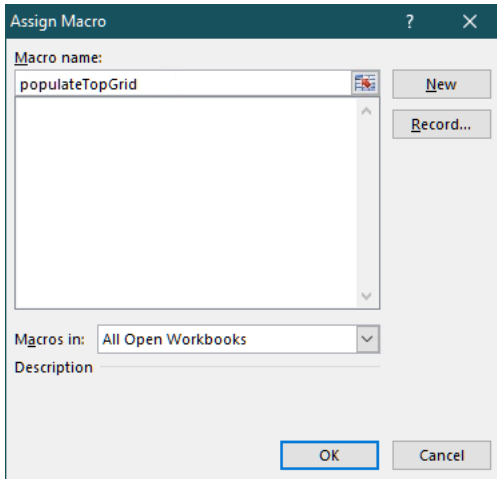 Assign Macro ? ×
Macro name:
populateTopGrid
New
Record...
Macros in: All Open Workbooks
Description
OK Cancel